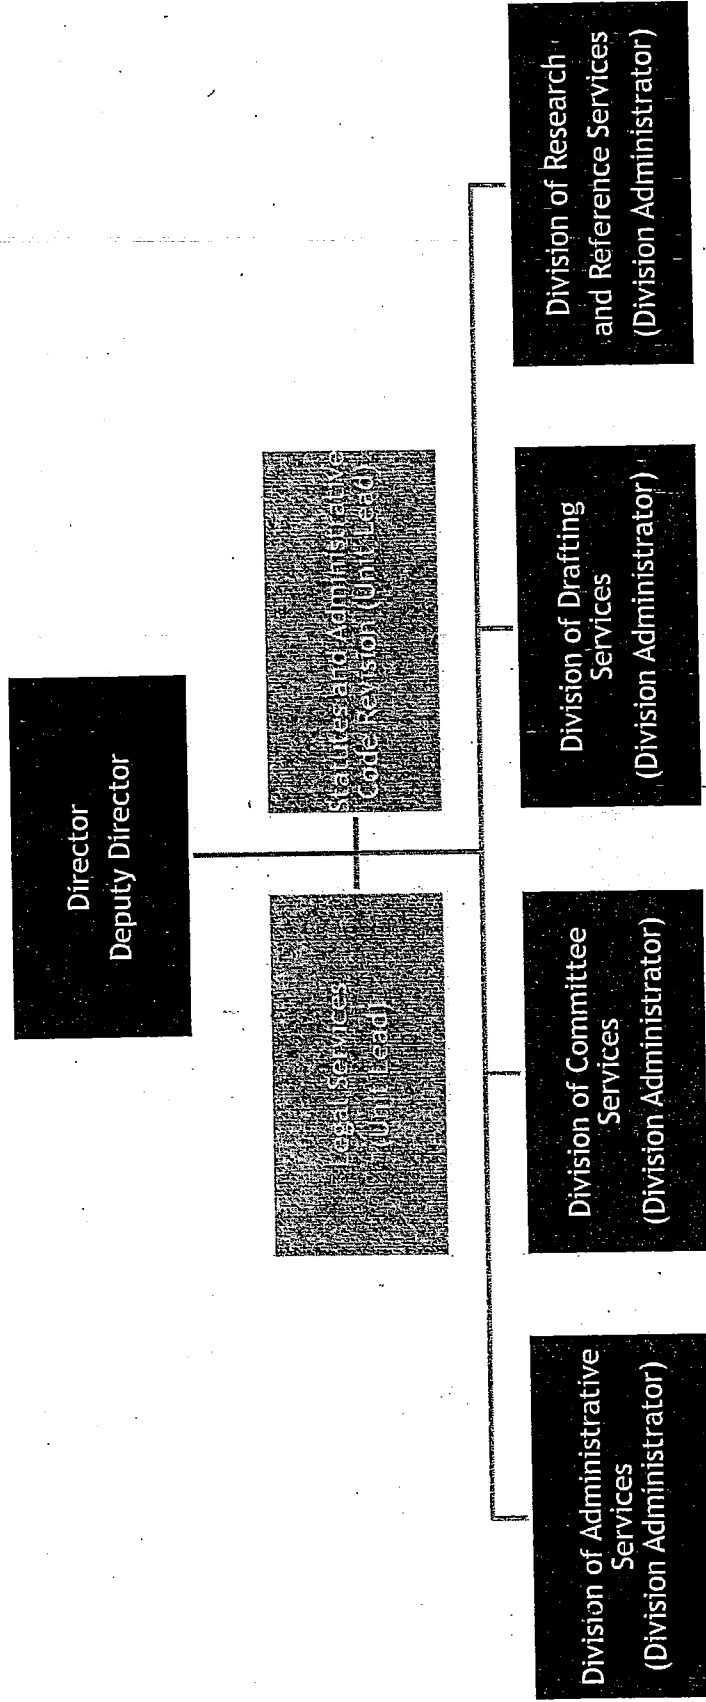 Director
Deputy Director
Legal Services
(Unit Lead)
Statutes and Administrative
Code Revision (Unit Lead)
Division of Administrative
Services
(Division Administrator)
Division of Committee
Services
(Division Administrator)
Division of Drafting
Services
(Division Administrator)
Division of Research
and Reference Services
(Division Administrator)